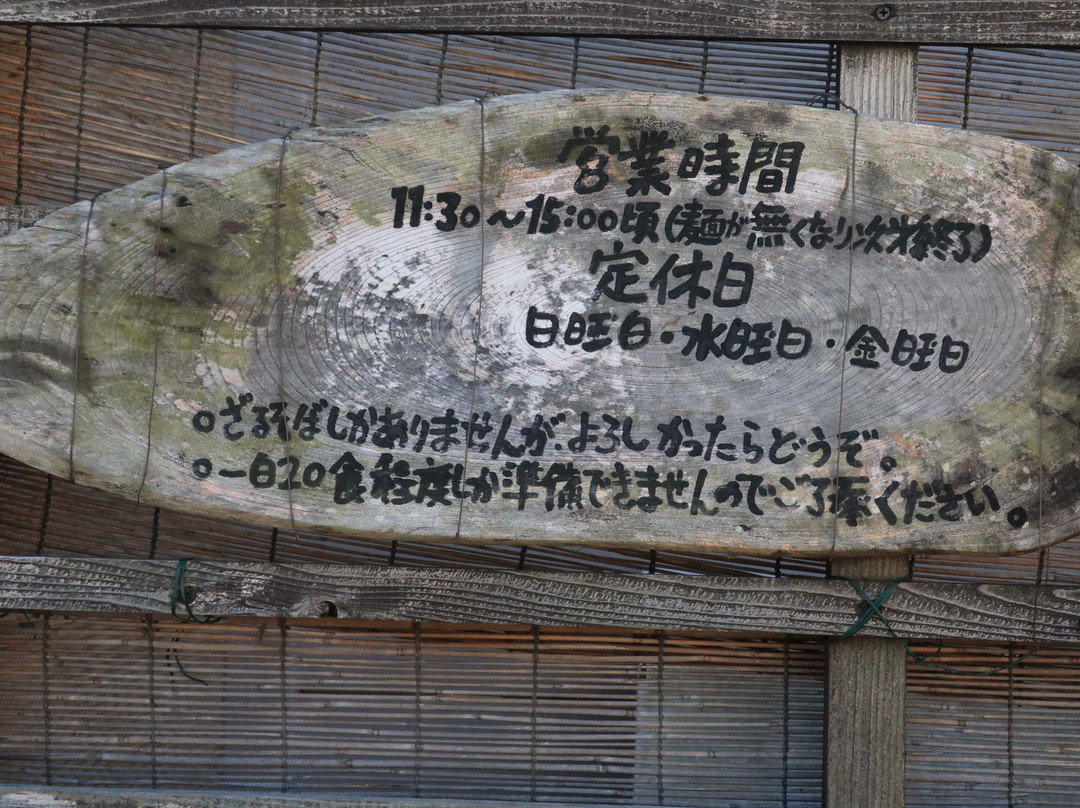 営業時間
11:30〜15:00頃(麺が無くなり次第終了)
定休日
日曜日・水曜日・金曜日
○ざるそばしかありませんが、よろしかったらどうぞ。
○一日20食程度しか準備できませんのでご了承ください。